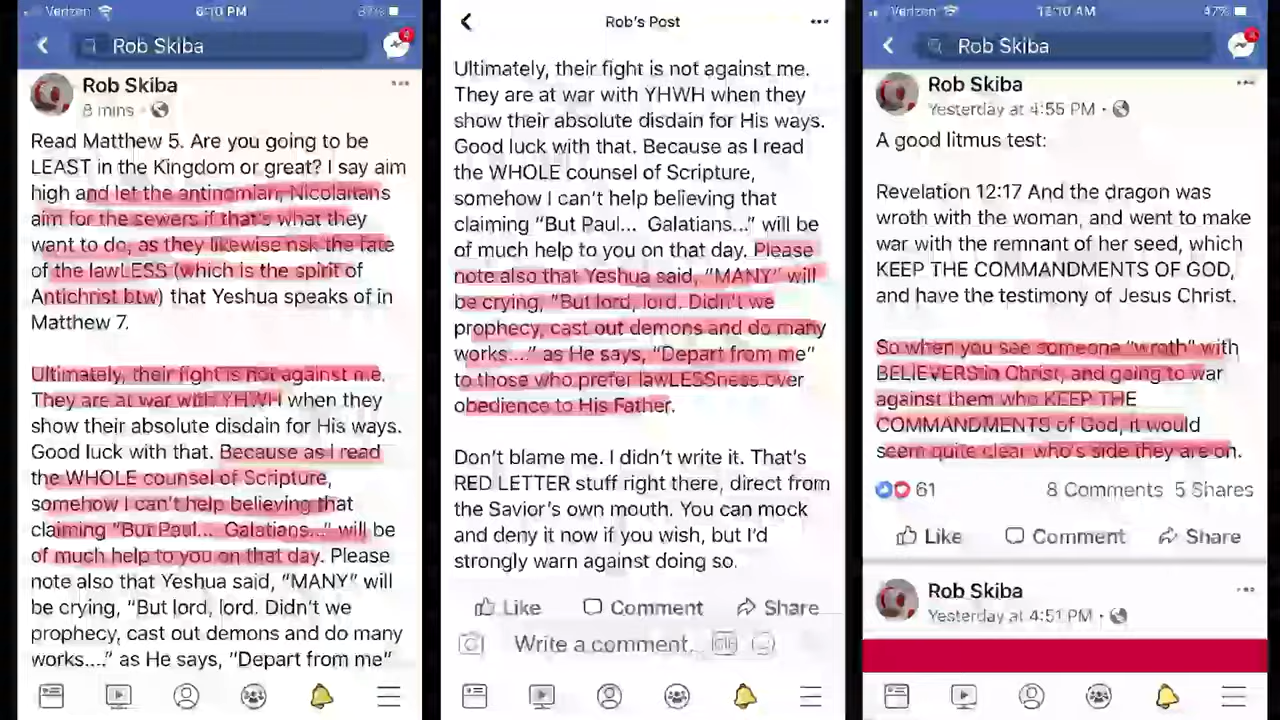 Verizon 6:10 PM 37%
Rob Skiba
4
Rob Skiba
8 mins
Read Matthew 5. Are you going to be
LEAST in the Kingdom or great? I say aim
high and let the antinomian, Nicolaitans
aim for the sewers if that's what they
want to do, as they likewise risk the fate
of the lawLESS (which is the spirit of
Antichrist btw) that Yeshua speaks of in
Matthew 7.
Ultimately, their fight is not against me.
They are at war with YHWH when they
show their absolute disdain for His ways.
Good luck with that. Because as I read
the WHOLE counsel of Scripture,
somehow I can't help believing that
claiming "But Paul... Galatians..." will be
of much help to you on that day. Please
note also that Yeshua said, "MANY" will
be crying, "But lord, lord. Didn't we
prophecy, cast out demons and do many
works...." as He says, "Depart from me"
Rob's Post
Ultimately, their fight is not against me.
They are at war with YHWH when they
show their absolute disdain for His ways.
Good luck with that. Because as I read
the WHOLE counsel of Scripture,
somehow I can't help believing that
claiming "But Paul... Galatians..." will be
of much help to you on that day. Please
note also that Yeshua said, "MANY" will
be crying, "But lord, lord. Didn't we
prophecy, cast out demons and do many
works...." as He says, "Depart from me"
to those who prefer lawLESSness over
obedience to His Father.
Don't blame me. I didn't write it. That's
RED LETTER stuff right there, direct from
the Savior's own mouth. You can mock
and deny it now if you wish, but I'd
strongly warn against doing so.
Like Comment Share
Write a comment. GIF
Verizon AM 47%
Rob Skiba
Rob Skiba
Yesterday at 4:55 PM
A good litmus test:
Revelation 12:17 And the dragon was
wroth with the woman, and went to make
war with the remnant of her seed, which
KEEP THE COMMANDMENTS OF GOD,
and have the testimony of Jesus Christ.
So when you see someone "wroth" with
BELIEVERS in Christ, and going to war
against them who KEEP THE
COMMANDMENTS of God, it would
seem quite clear who's side they are on.
61 8 Comments 5 Shares
Like Comment Share
Rob Skiba
Yesterday at 4:51 PM